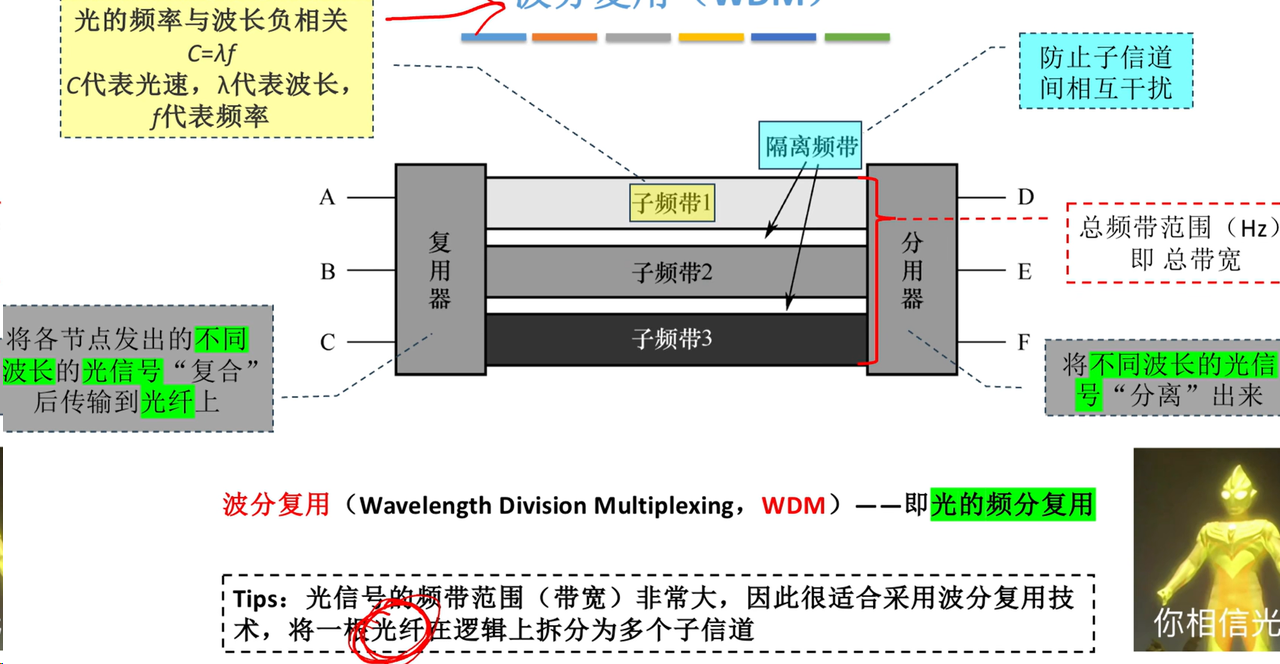 波分复用（WDM）
光的频率与波长负相关
C=λf
C代表光速，λ代表波长，
f代表频率
防止子信道
间相互干扰
隔离频带
A
B
C
复用器
子频带1
子频带2
子频带3
分用器
D
E
F
总频带范围（Hz）
即 总带宽
将各节点发出的不同
波长的光信号“复合”
后传输到光纤上
将不同波长的光信
号“分离”出来
波分复用（Wavelength Division Multiplexing，WDM）——即光的频分复用
Tips：光信号的频带范围（带宽）非常大，因此很适合采用波分复用技
术，将一根光纤在逻辑上拆分为多个子信道
你相信光